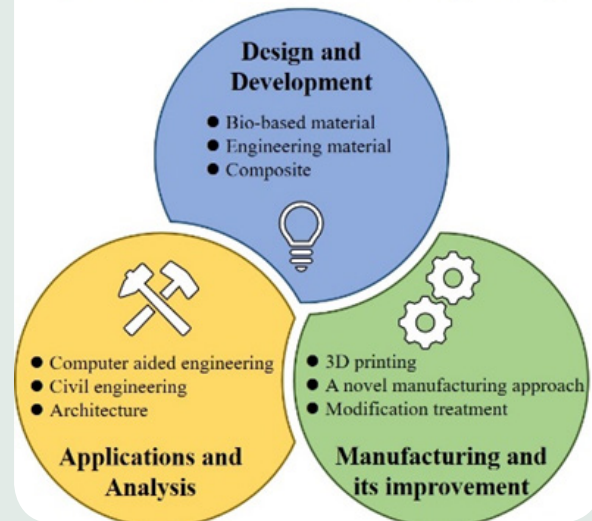 Design and
Development
● Bio-based material
● Engineering material
● Composite
● Computer aided engineering
● Civil engineering
● Architecture
Applications and
Analysis
● 3D printing
● A novel manufacturing approach
● Modification treatment
Manufacturing and
its improvement